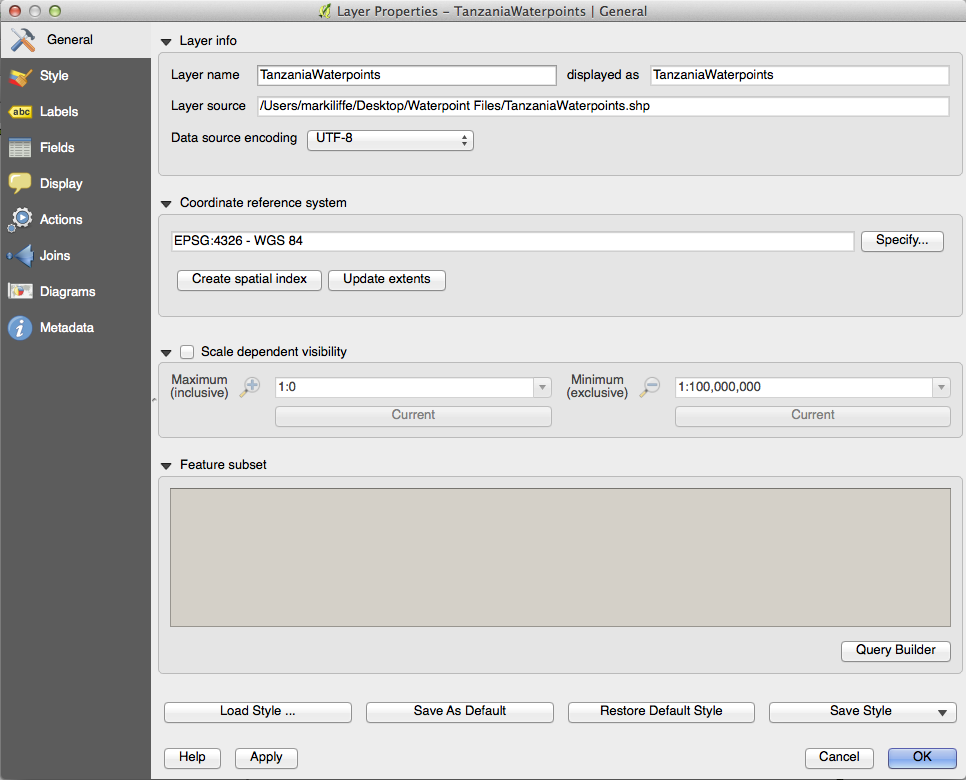 Layer Properties - TanzaniaWaterpoints | General
General
Style
abc Labels
Fields
Display
Actions
Joins
Diagrams
i Metadata
Layer info
Layer name TanzaniaWaterpoints displayed as TanzaniaWaterpoints
Layer source /Users/markiliffe/Desktop/Waterpoint Files/TanzaniaWaterpoints.shp
Data source encoding UTF-8
Coordinate reference system
EPSG:4326 - WGS 84 Specify...
Create spatial index Update extents
Scale dependent visibility
Maximum (inclusive) 1:0 Minimum (exclusive) 1:100,000,000
Current Current
Feature subset
Query Builder
Load Style ... Save As Default Restore Default Style Save Style
Help Apply Cancel OK